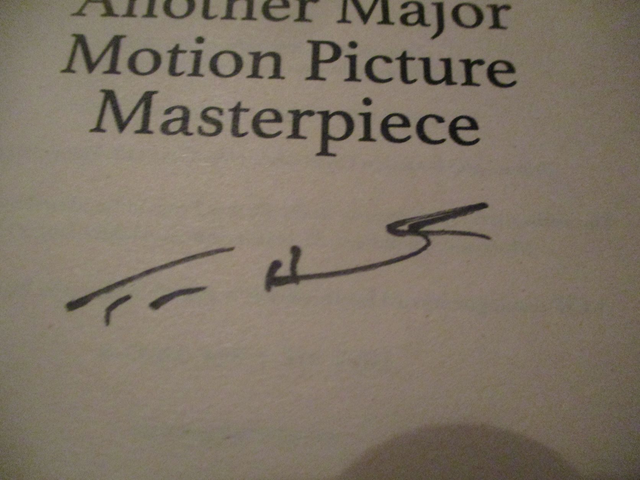 Another Major
Motion Picture
Masterpiece